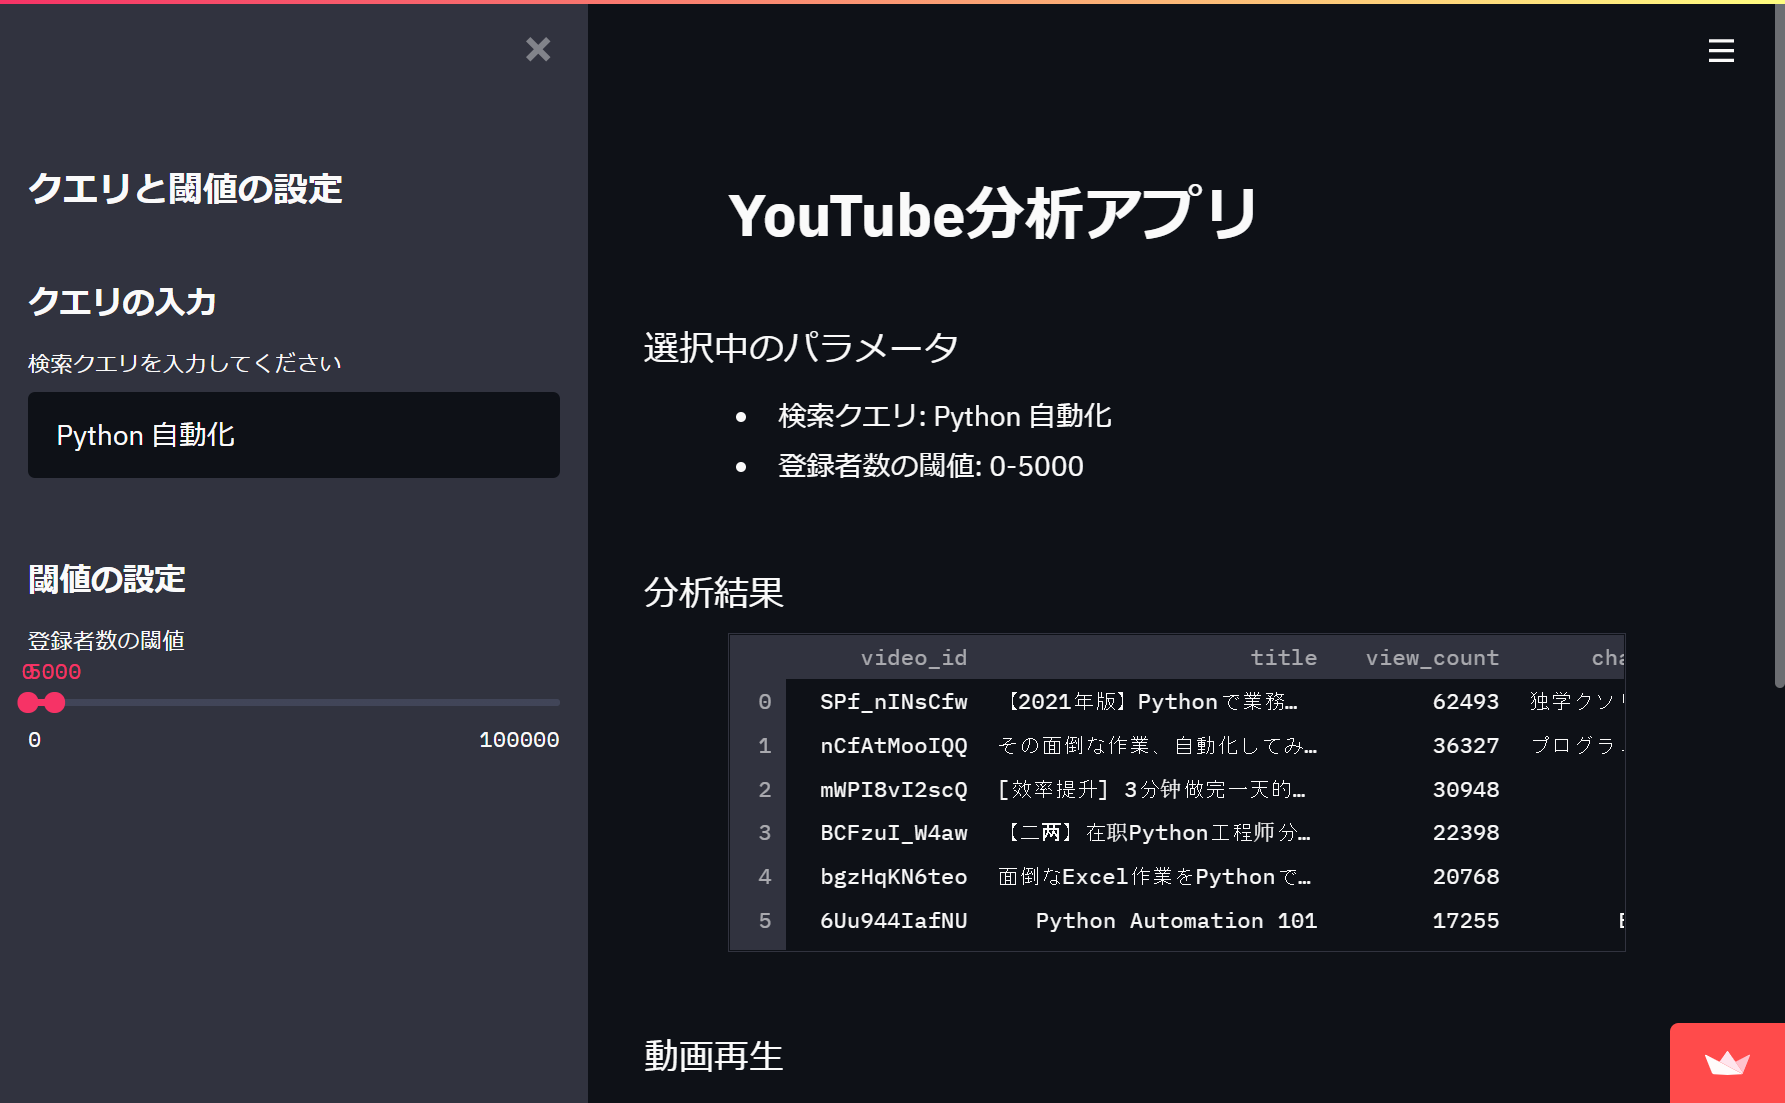 クエリと閾値の設定
クエリの入力
検索クエリを入力してください
Python 自動化
閾値の設定
登録者数の閾値
0 5000
0 100000
YouTube分析アプリ
選択中のパラメータ
• 検索クエリ: Python 自動化
• 登録者数の閾値: 0-5000
分析結果
video_id title view_count cha
0 SPf_nINsCfw 【2021年版】Pythonで業務… 62493 独学クソリ
1 nCfAtMooIQQ その面倒な作業、自動化してみ… 36327 プログラ
2 mWPI8vI2scQ [效率提升] 3分钟做完一天的… 30948
3 BCFzuI_W4aw 【二两】在职Python工程师分… 22398
4 bgzHqKN6teo 面倒なExcel作業をPythonで… 20768
5 6Uu944IafNU Python Automation 101 17255
動画再生